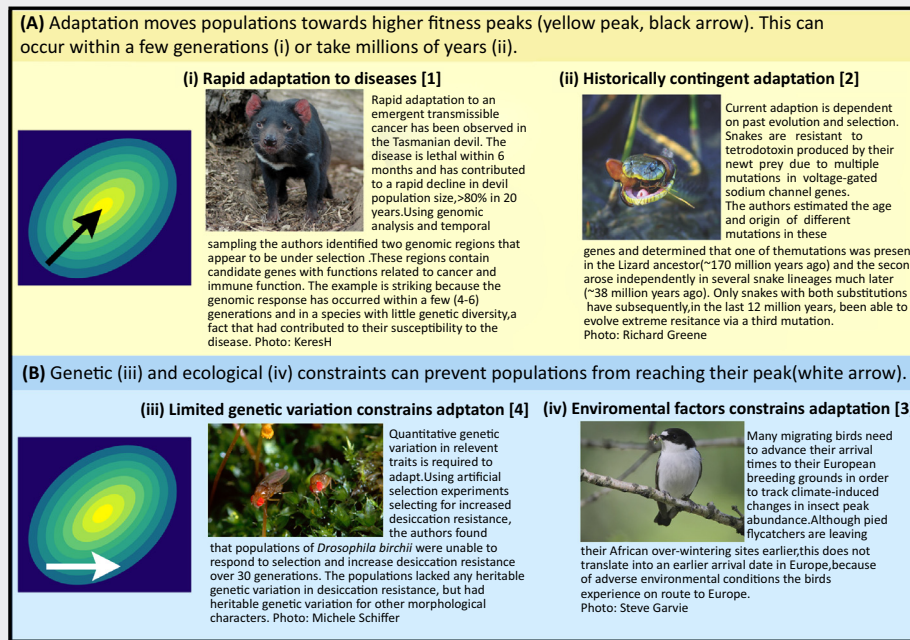 (A) Adaptation moves populations towards higher fitness peaks (yellow peak, black arrow). This can
occur within a few generations (i) or take millions of years (ii).
(i) Rapid adaptation to diseases [1]
Rapid adaptation to an
emergent transmissible
cancer has been observed in
the Tasmanian devil. The
disease is lethal within 6
months and has contributed
to a rapid decline in devil
population size,>80% in 20
years.Using genomic
analysis and temporal
sampling the authors identified two genomic regions that
appear to be under selection .These regions contain
candidate genes with functions related to cancer and
immune function. The example is striking because the
genomic response has occurred within a few (4-6)
generations and in a species with little genetic diversity,a
fact that had contributed to their susceptibility to the
disease. Photo: KeresH
(ii) Historically contingent adaptation [2]
Current adaption is dependent
on past evolution and selection.
Snakes are resistant to
tetrodotoxin produced by their
newt prey due to multiple
mutations in voltage-gated
sodium channel genes.
The authors estimated the age
and origin of different
mutations in these
genes and determined that one of themutations was presen
in the Lizard ancestor(~170 million years ago) and the secon
arose independently in several snake lineages much later
(~38 million years ago). Only snakes with both substitutions
have subsequently,in the last 12 million years, been able to
evolve extreme resitance via a third mutation.
Photo: Richard Greene
(B) Genetic (iii) and ecological (iv) constraints can prevent populations from reaching their peak(white arrow).
(iii) Limited genetic variation constrains adptaton [4]
Quantitative genetic
variation in relevent
traits is required to
adapt.Using artificial
selection experiments
selecting for increased
desiccation resistance,
the authors found
that populations of Drosophila birchii were unable to
respond to selection and increase desiccation resistance
over 30 generations. The populations lacked any heritable
genetic variation in desiccation resistance, but had
heritable genetic variation for other morphological
characters. Photo: Michele Schiffer
(iv) Enviromental factors constrains adaptation [3
Many migrating birds need
to advance their arrival
times to their European
breeding grounds in order
to track climate-induced
changes in insect peak
abundance.Although pied
flycatchers are leaving
their African over-wintering sites earlier,this does not
translate into an earlier arrival date in Europe,because
of adverse environmental conditions the birds
experience on route to Europe.
Photo: Steve Garvie